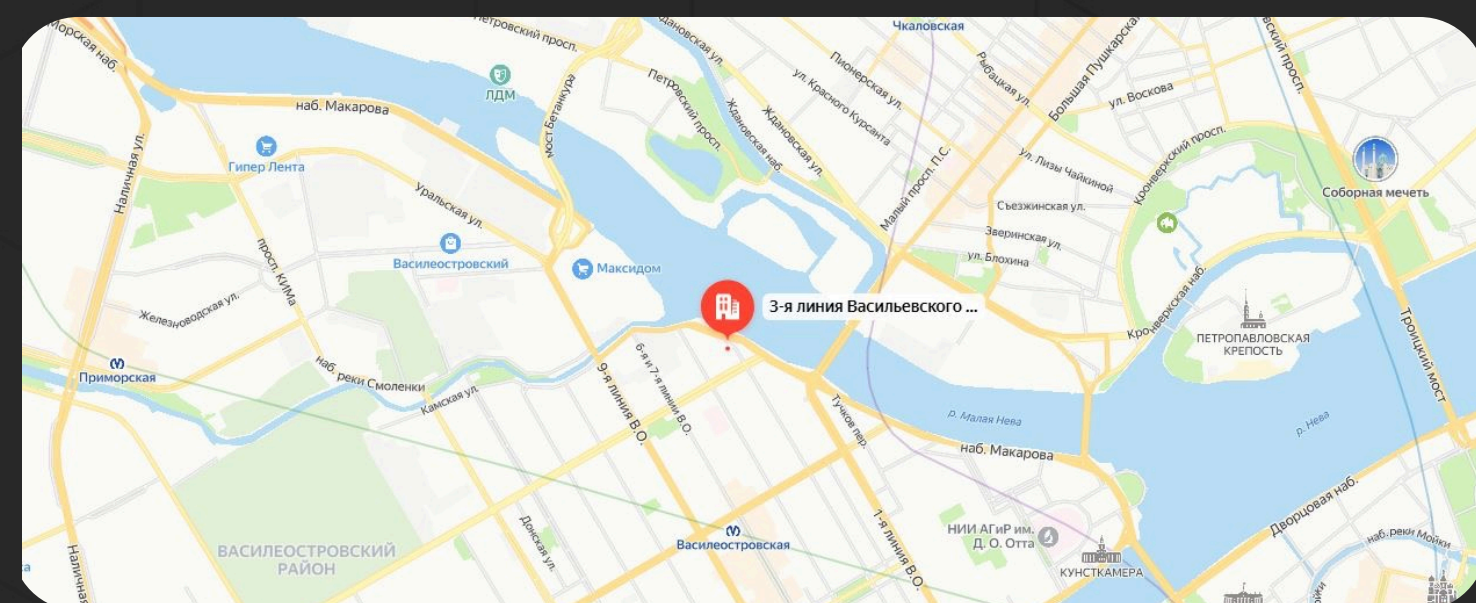 Морская наб.
Петровский просп.
Ждановская ул.
Чкаловская
Пионерская ул.
Рыбацкая ул.
Большая Пушкарская
ул. Воскова
ЛДМ
мост Бетанкура
Петровский просп.
Ждановская наб.
Ждановская ул.
ул. Красного Курсанта
наб. Макарова
Гипер Лента
Наличная ул.
Уральская ул.
Малый просп. П.С.
ул. Лизы Чайкиной
Кронверкский просп.
Соборная мечеть
Съезжинская ул.
Зверинская ул.
ул. Блохина
просп. КИМа
Василеостровский
Максидом
Железноводская ул.
3-я линия Васильевского ...
Кронверкская наб.
ПЕТРОПАВЛОВСКАЯ
КРЕПОСТЬ
Троицкий мост
Приморская
наб. реки Смоленки
Камская ул.
9-я линия В.О.
6-я и 7-я линии В.О.
Тучков пер.
р. Малая Нева
р. Нева
наб. Макарова
Дворцовая наб.
наб. реки Мойки
Василеостровская
1-я линия В.О.
НИИ АГиР им.
Д. О. Отта
КУНСТКАМЕРА
Донская ул.
ВАСИЛЕОСТРОВСКИЙ
РАЙОН
Наличная